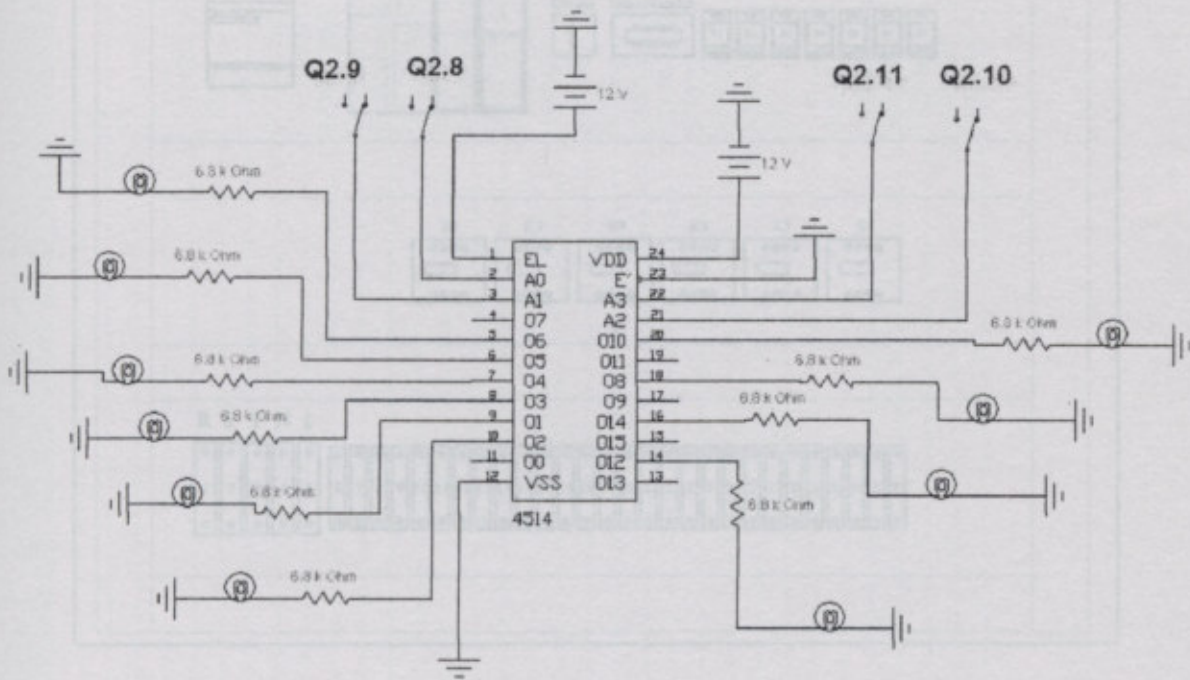 Q2.9 Q2.8 Q2.11 Q2.10
12 V
12 V
6.8 k Ohm
6.8 k Ohm
6.8 k Ohm
6.8 k Ohm
6.8 k Ohm
6.8 k Ohm
1 EL VDD 24
2 A0 E' 23
3 A1 A3 22
4 O7 A2 21
5 O6 O10 20
6 O5 O11 19
7 O4 O8 18
8 O3 O9 17
9 O1 O14 16
10 O2 O15 15
11 O0 O12 14
12 VSS O13 13
4514
6.8 k Ohm
6.8 k Ohm
6.8 k Ohm
6.8 k Ohm